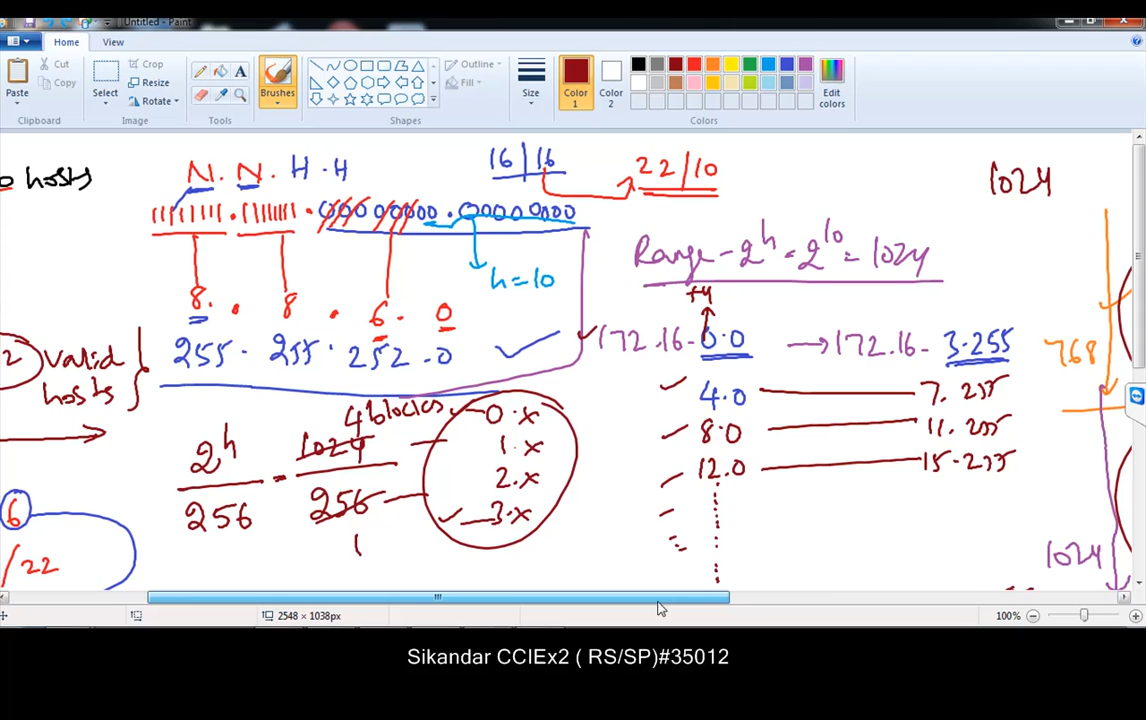 Untitled - Paint
Home View
Paste Cut Copy
Select Crop Resize Rotate
Brushes
Outline Fill
Size
Color 1 Color 2
Edit colors
Clipboard Image Tools Shapes Colors
hosts N. N. H. H 16|16 22/10 1024
11111111.11111111.00000000.00000000
h=10
Range - 2^h = 2^10 = 1024
8. 8. 6. 0 +4
2 valid hosts } 255. 255. 252.0
172.16-0.0 → 172.16-3.255
768
4.0 7.255
4 blocks 0.x
8.0 11.255
1.x
12.0 15.255
2.x
3.x
2^h/256 = 1024/256
1
6
/22
1024
2548 × 1038px 100%
Sikandar CCIEx2 ( RS/SP)#35012